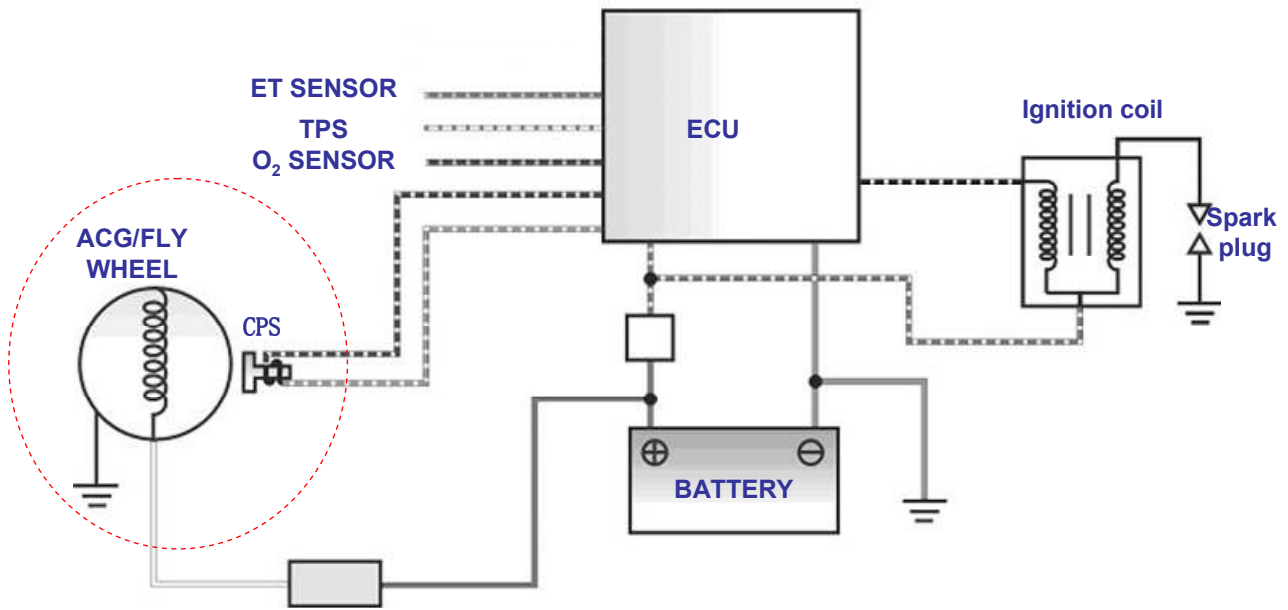 ET SENSOR
TPS
O₂ SENSOR
ECU
Ignition coil
Spark
plug
ACG/FLY
WHEEL
CPS
BATTERY